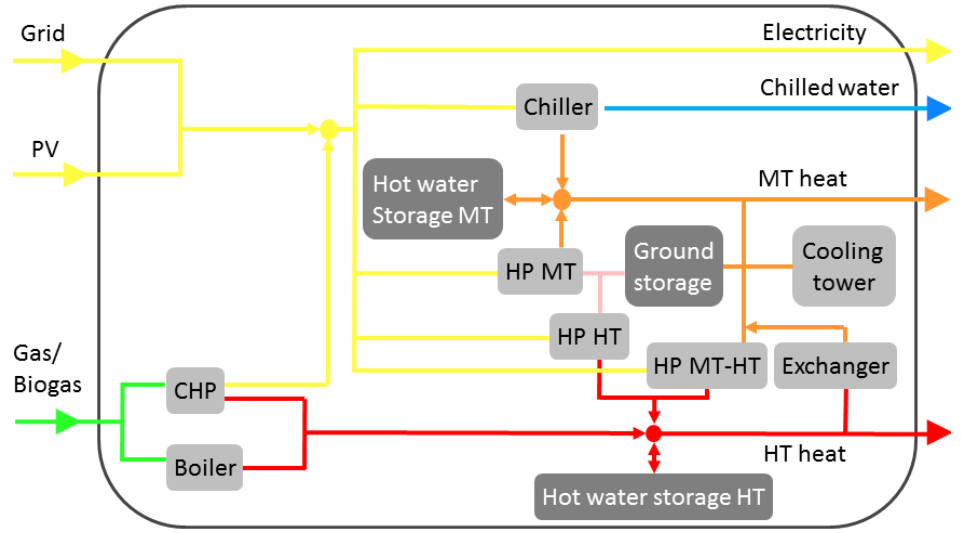 Grid
Electricity
Chilled water
Chiller
PV
MT heat
Hot water
Storage MT
HP MT
Ground
storage
Cooling
tower
HP HT
Gas/
Biogas
CHP
HP MT-HT
Exchanger
Boiler
HT heat
Hot water storage HT